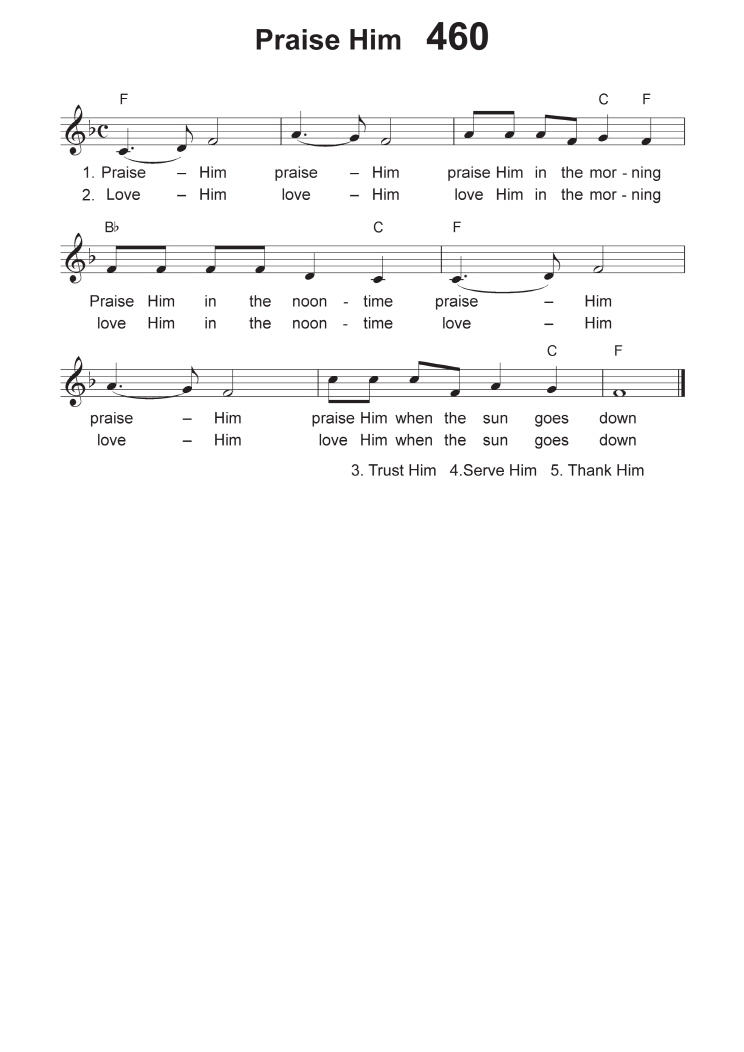 Praise Him 460
F C F
1. Praise – Him praise – Him praise Him in the mor - ning
2. Love – Him love – Him love Him in the mor - ning
B♭ C F
Praise Him in the noon - time praise – Him
love Him in the noon - time love – Him
C F
praise – Him praise Him when the sun goes down
love – Him love Him when the sun goes down
3. Trust Him 4.Serve Him 5. Thank Him